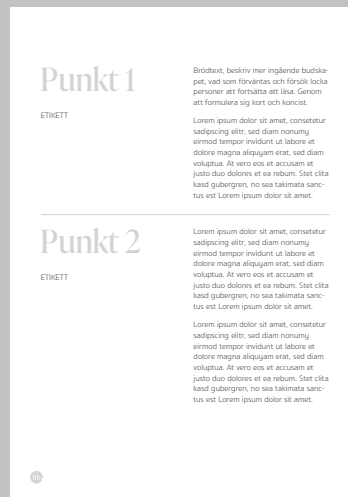 Punkt 1
ETIKETT
Brödtext, beskriv mer ingående budska-
pet, vad som förväntas och försök locka
personer att fortsätta att läsa. Genom
att formulera sig kort och koncist.
Lorem ipsum dolor sit amet, consetetur
sadipscing elitr, sed diam nonumy
eirmod tempor invidunt ut labore et
dolore magna aliquyam erat, sed diam
voluptua. At vero eos et accusam et
justo duo dolores et ea rebum. Stet clita
kasd gubergren, no sea takimata sanc-
tus est Lorem ipsum dolor sit amet.
Punkt 2
ETIKETT
Lorem ipsum dolor sit amet, consetetur
sadipscing elitr, sed diam nonumy
eirmod tempor invidunt ut labore et
dolore magna aliquyam erat, sed diam
voluptua. At vero eos et accusam et
justo duo dolores et ea rebum. Stet clita
kasd gubergren, no sea takimata sanc-
tus est Lorem ipsum dolor sit amet.
Lorem ipsum dolor sit amet, consetetur
sadipscing elitr, sed diam nonumy
eirmod tempor invidunt ut labore et
dolore magna aliquyam erat, sed diam
voluptua. At vero eos et accusam et
justo duo dolores et ea rebum. Stet clita
kasd gubergren, no sea takimata sanc-
tus est Lorem ipsum dolor sit amet.